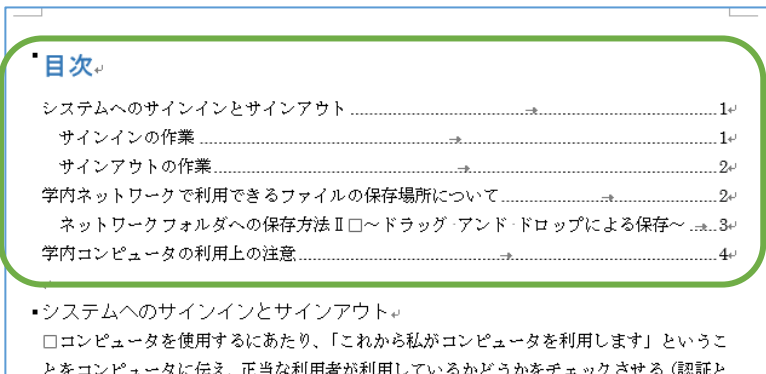 目次
システムへのサインインとサインアウト 1
サインインの作業 1
サインアウトの作業 2
学内ネットワークで利用できるファイルの保存場所について 2
ネットワークフォルダへの保存方法Ⅱ□~ドラッグ アンド ドロップによる保存~ 3
学内コンピュータの利用上の注意 4
システムへのサインインとサインアウト
□コンピュータを使用するにあたり、「これから私がコンピュータを利用します」というこ
とをコンピュータに伝え、正当な利用者が利用しているかどうかをチェックさせる(認証と